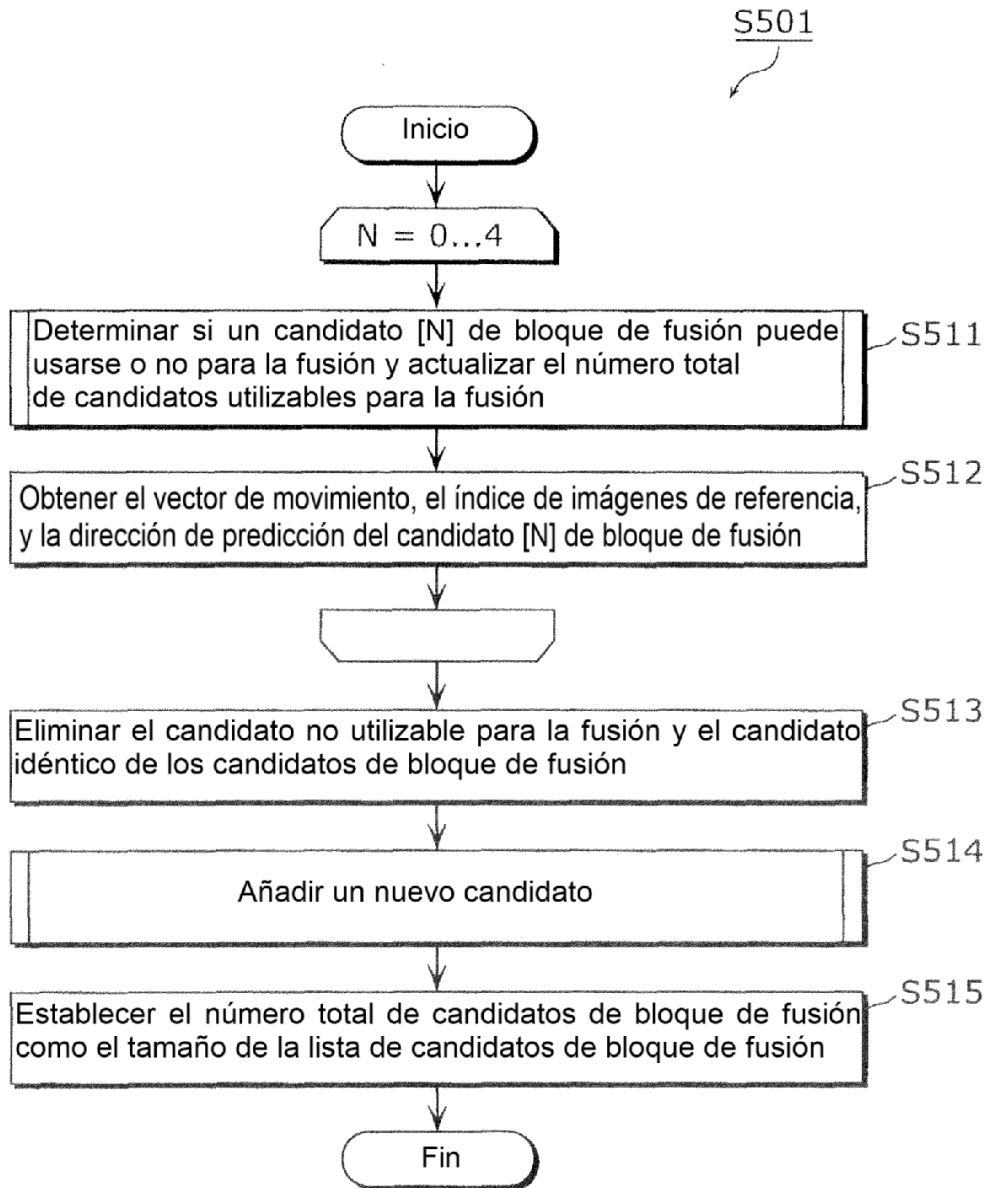 S501
Inicio
N = 0...4
Determinar si un candidato [N] de bloque de fusión puede
usarse o no para la fusión y actualizar el número total
de candidatos utilizables para la fusión
S511
Obtener el vector de movimiento, el índice de imágenes de referencia,
y la dirección de predicción del candidato [N] de bloque de fusión
S512
Eliminar el candidato no utilizable para la fusión y el candidato
idéntico de los candidatos de bloque de fusión
S513
Añadir un nuevo candidato
S514
Establecer el número total de candidatos de bloque de fusión
como el tamaño de la lista de candidatos de bloque de fusión
S515
Fin